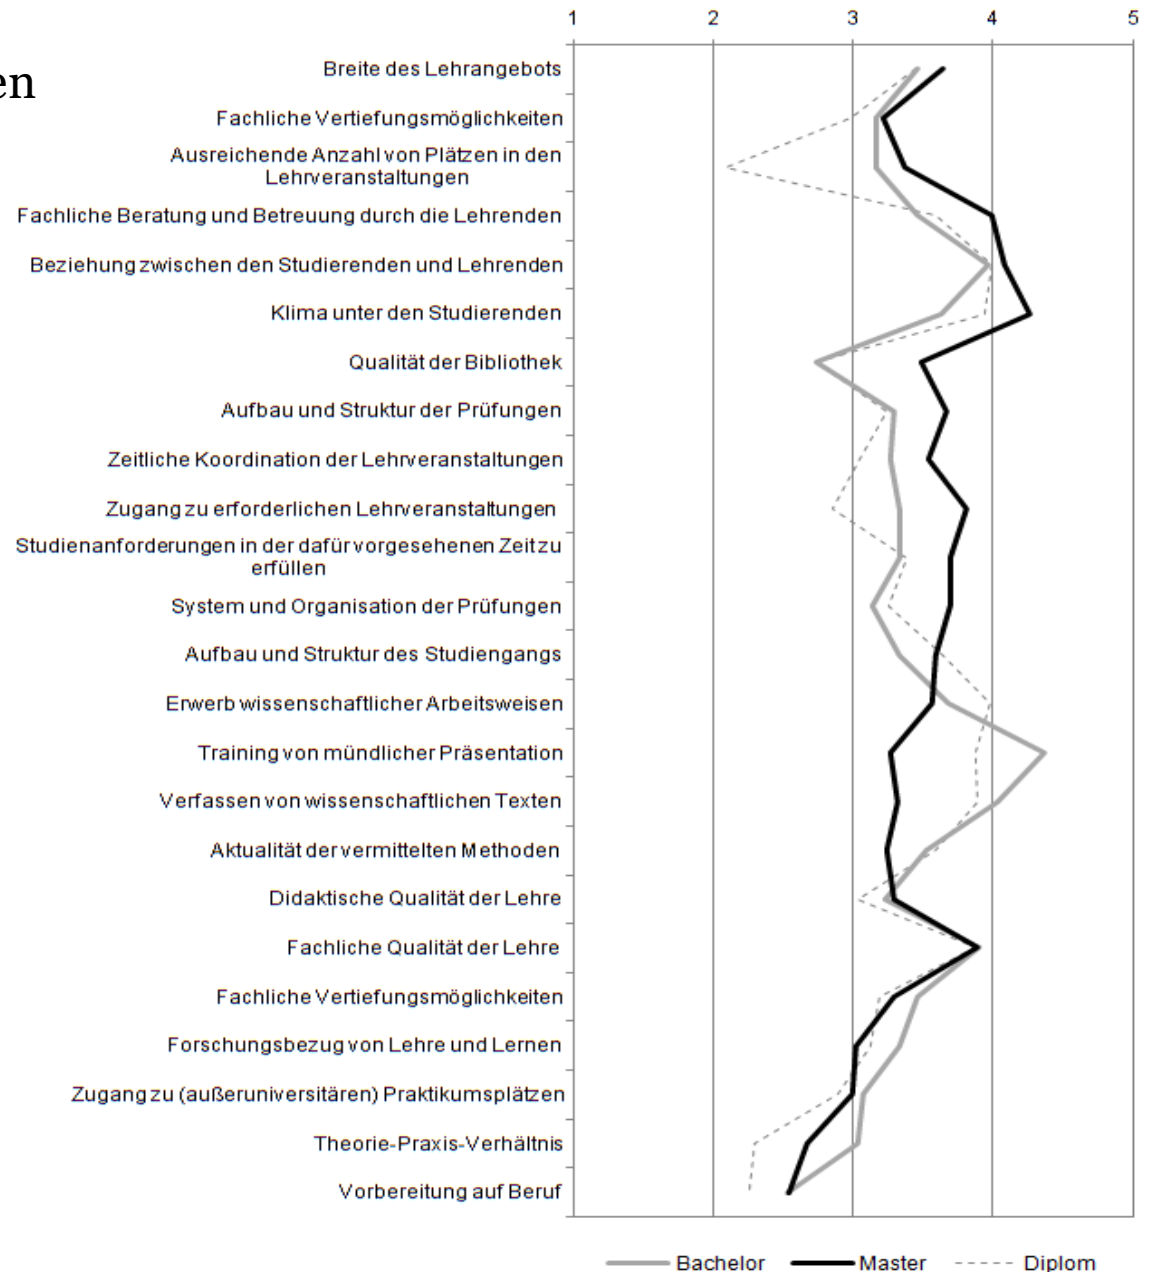 1 2 3 4 5
en
Breite des Lehrangebots
Fachliche Vertiefungsmöglichkeiten
Ausreichende Anzahl von Plätzen in den
Lehrveranstaltungen
Fachliche Beratung und Betreuung durch die Lehrenden
Beziehung zwischen den Studierenden und Lehrenden
Klima unter den Studierenden
Qualität der Bibliothek
Aufbau und Struktur der Prüfungen
Zeitliche Koordination der Lehrveranstaltungen
Zugang zu erforderlichen Lehrveranstaltungen
Studienanforderungen in der dafür vorgesehenen Zeit zu
erfüllen
System und Organisation der Prüfungen
Aufbau und Struktur des Studiengangs
Erwerb wissenschaftlicher Arbeitsweisen
Training von mündlicher Präsentation
Verfassen von wissenschaftlichen Texten
Aktualität der vermittelten Methoden
Didaktische Qualität der Lehre
Fachliche Qualität der Lehre
Fachliche Vertiefungsmöglichkeiten
Forschungsbezug von Lehre und Lernen
Zugang zu (außeruniversitären) Praktikumsplätzen
Theorie-Praxis-Verhältnis
Vorbereitung auf Beruf
Bachelor Master Diplom